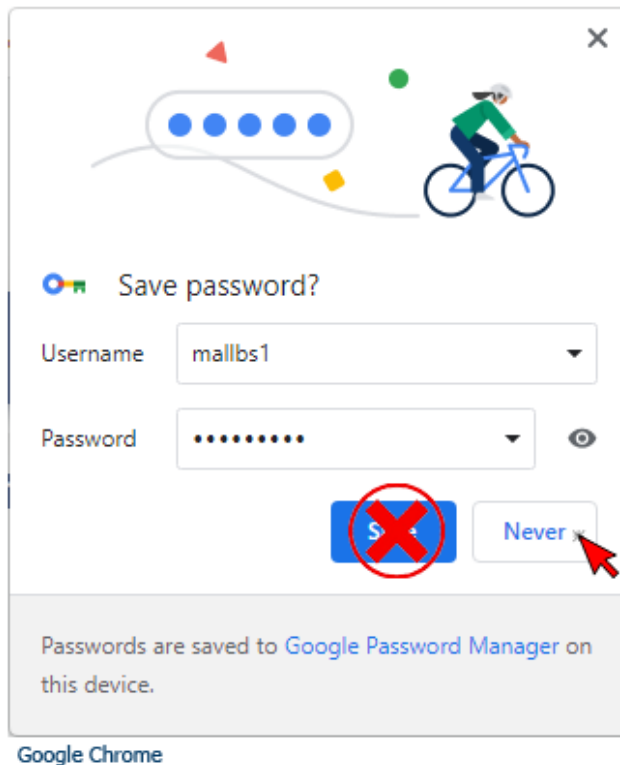 Save password?
Username mallbs1
Password •••••••••
Never
Passwords are saved to Google Password Manager on
this device.
Google Chrome